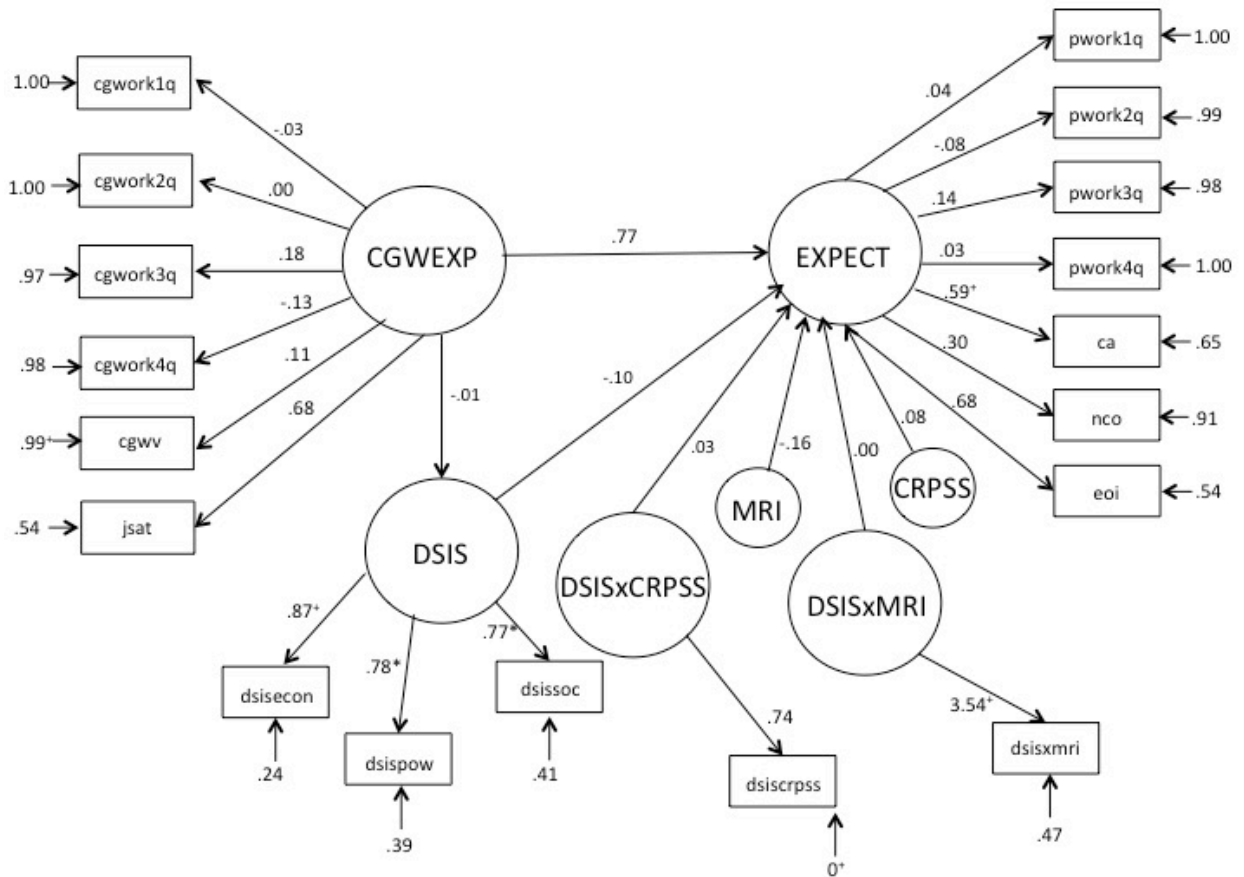 pwork1q
1.00
1.00
cgwork1q
.04
pwork2q
.99
-.03
-.08
1.00
cgwork2q
.00
pwork3q
.98
.14
CGWEXP
.77
EXPECT
.97
cgwork3q
.18
.03
pwork4q
1.00
.59⁺
-.13
.98
cgwork4q
.11
ca
.65
.30
-.10
-.01
.68
.68
.99⁺
cgwv
.08
nco
.91
.03
-.16
.00
CRPSS
MRI
eoi
.54
.54
jsat
DSIS
DSISxCRPSS
DSISxMRI
.87⁺
.77*
.78*
dsisecon
dsissoc
3.54⁺
.74
dsisxmri
dsispow
.24
.41
dsiscrpss
.39
.47
0⁺